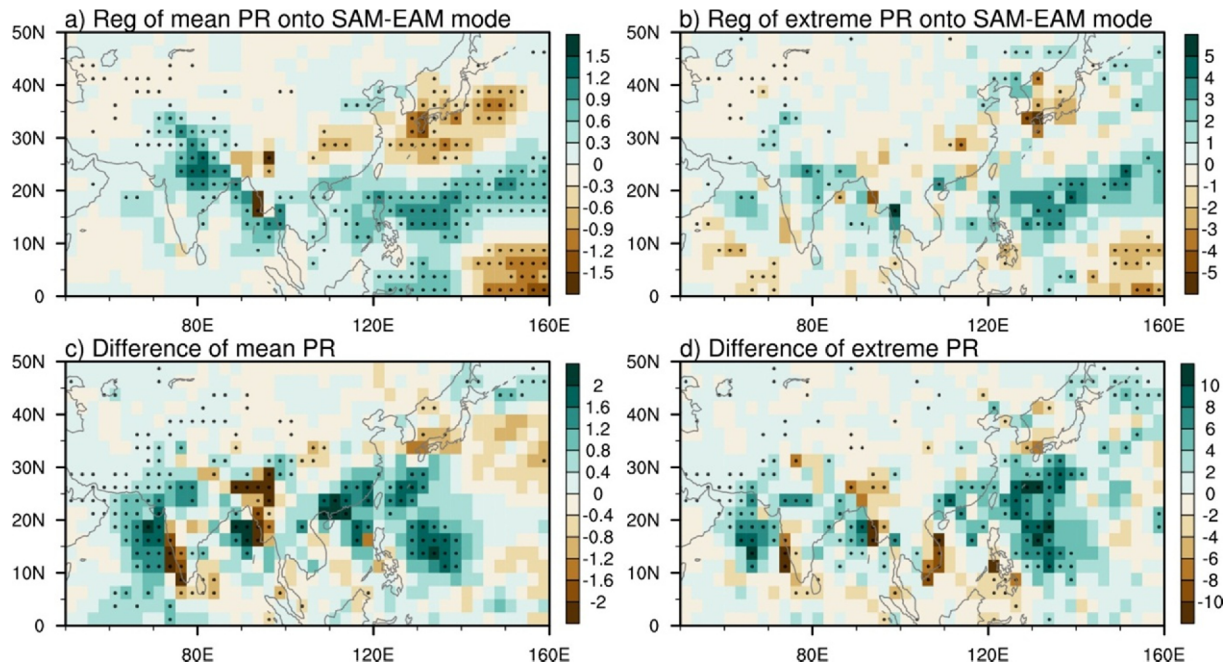 a) Reg of mean PR onto SAM-EAM mode
b) Reg of extreme PR onto SAM-EAM mode
50N
40N
30N
20N
10N
0
80E
120E
160E
1.5
1.2
0.9
0.6
0.3
0
-0.3
-0.6
-0.9
-1.2
-1.5
50N
40N
30N
20N
10N
0
80E
120E
160E
5
4
3
2
1
0
-1
-2
-3
-4
-5
c) Difference of mean PR
d) Difference of extreme PR
50N
40N
30N
20N
10N
0
80E
120E
160E
2
1.6
1.2
0.8
0.4
0
-0.4
-0.8
-1.2
-1.6
-2
50N
40N
30N
20N
10N
0
80E
120E
160E
10
8
6
4
2
0
-2
-4
-6
-8
-10